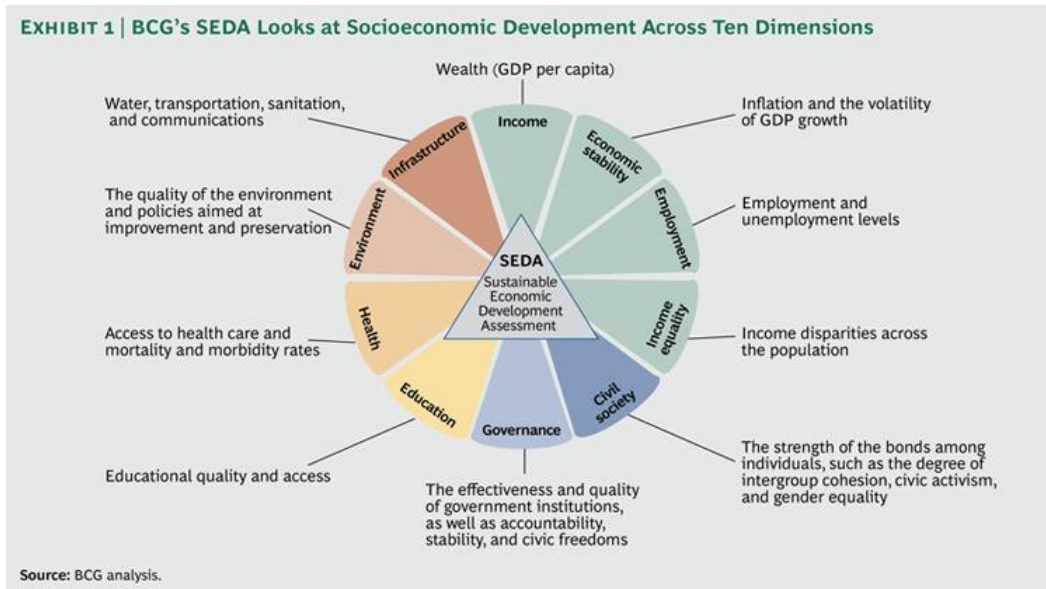 EXHIBIT 1 | BCG's SEDA Looks at Socioeconomic Development Across Ten Dimensions
Wealth (GDP per capita)
Water, transportation, sanitation,
and communications
Inflation and the volatility
of GDP growth
Income
Infrastructure
Economic
stability
The quality of the environment
and policies aimed at
improvement and preservation
Environment
Employment
Employment and
unemployment levels
SEDA
Sustainable
Economic
Development
Assessment
Access to health care and
mortality and morbidity rates
Health
Income
equality
Income disparities across
the population
Education
Governance
Civil
society
Educational quality and access
The effectiveness and quality
of government institutions,
as well as accountability,
stability, and civic freedoms
The strength of the bonds among
individuals, such as the degree of
intergroup cohesion, civic activism,
and gender equality
Source: BCG analysis.